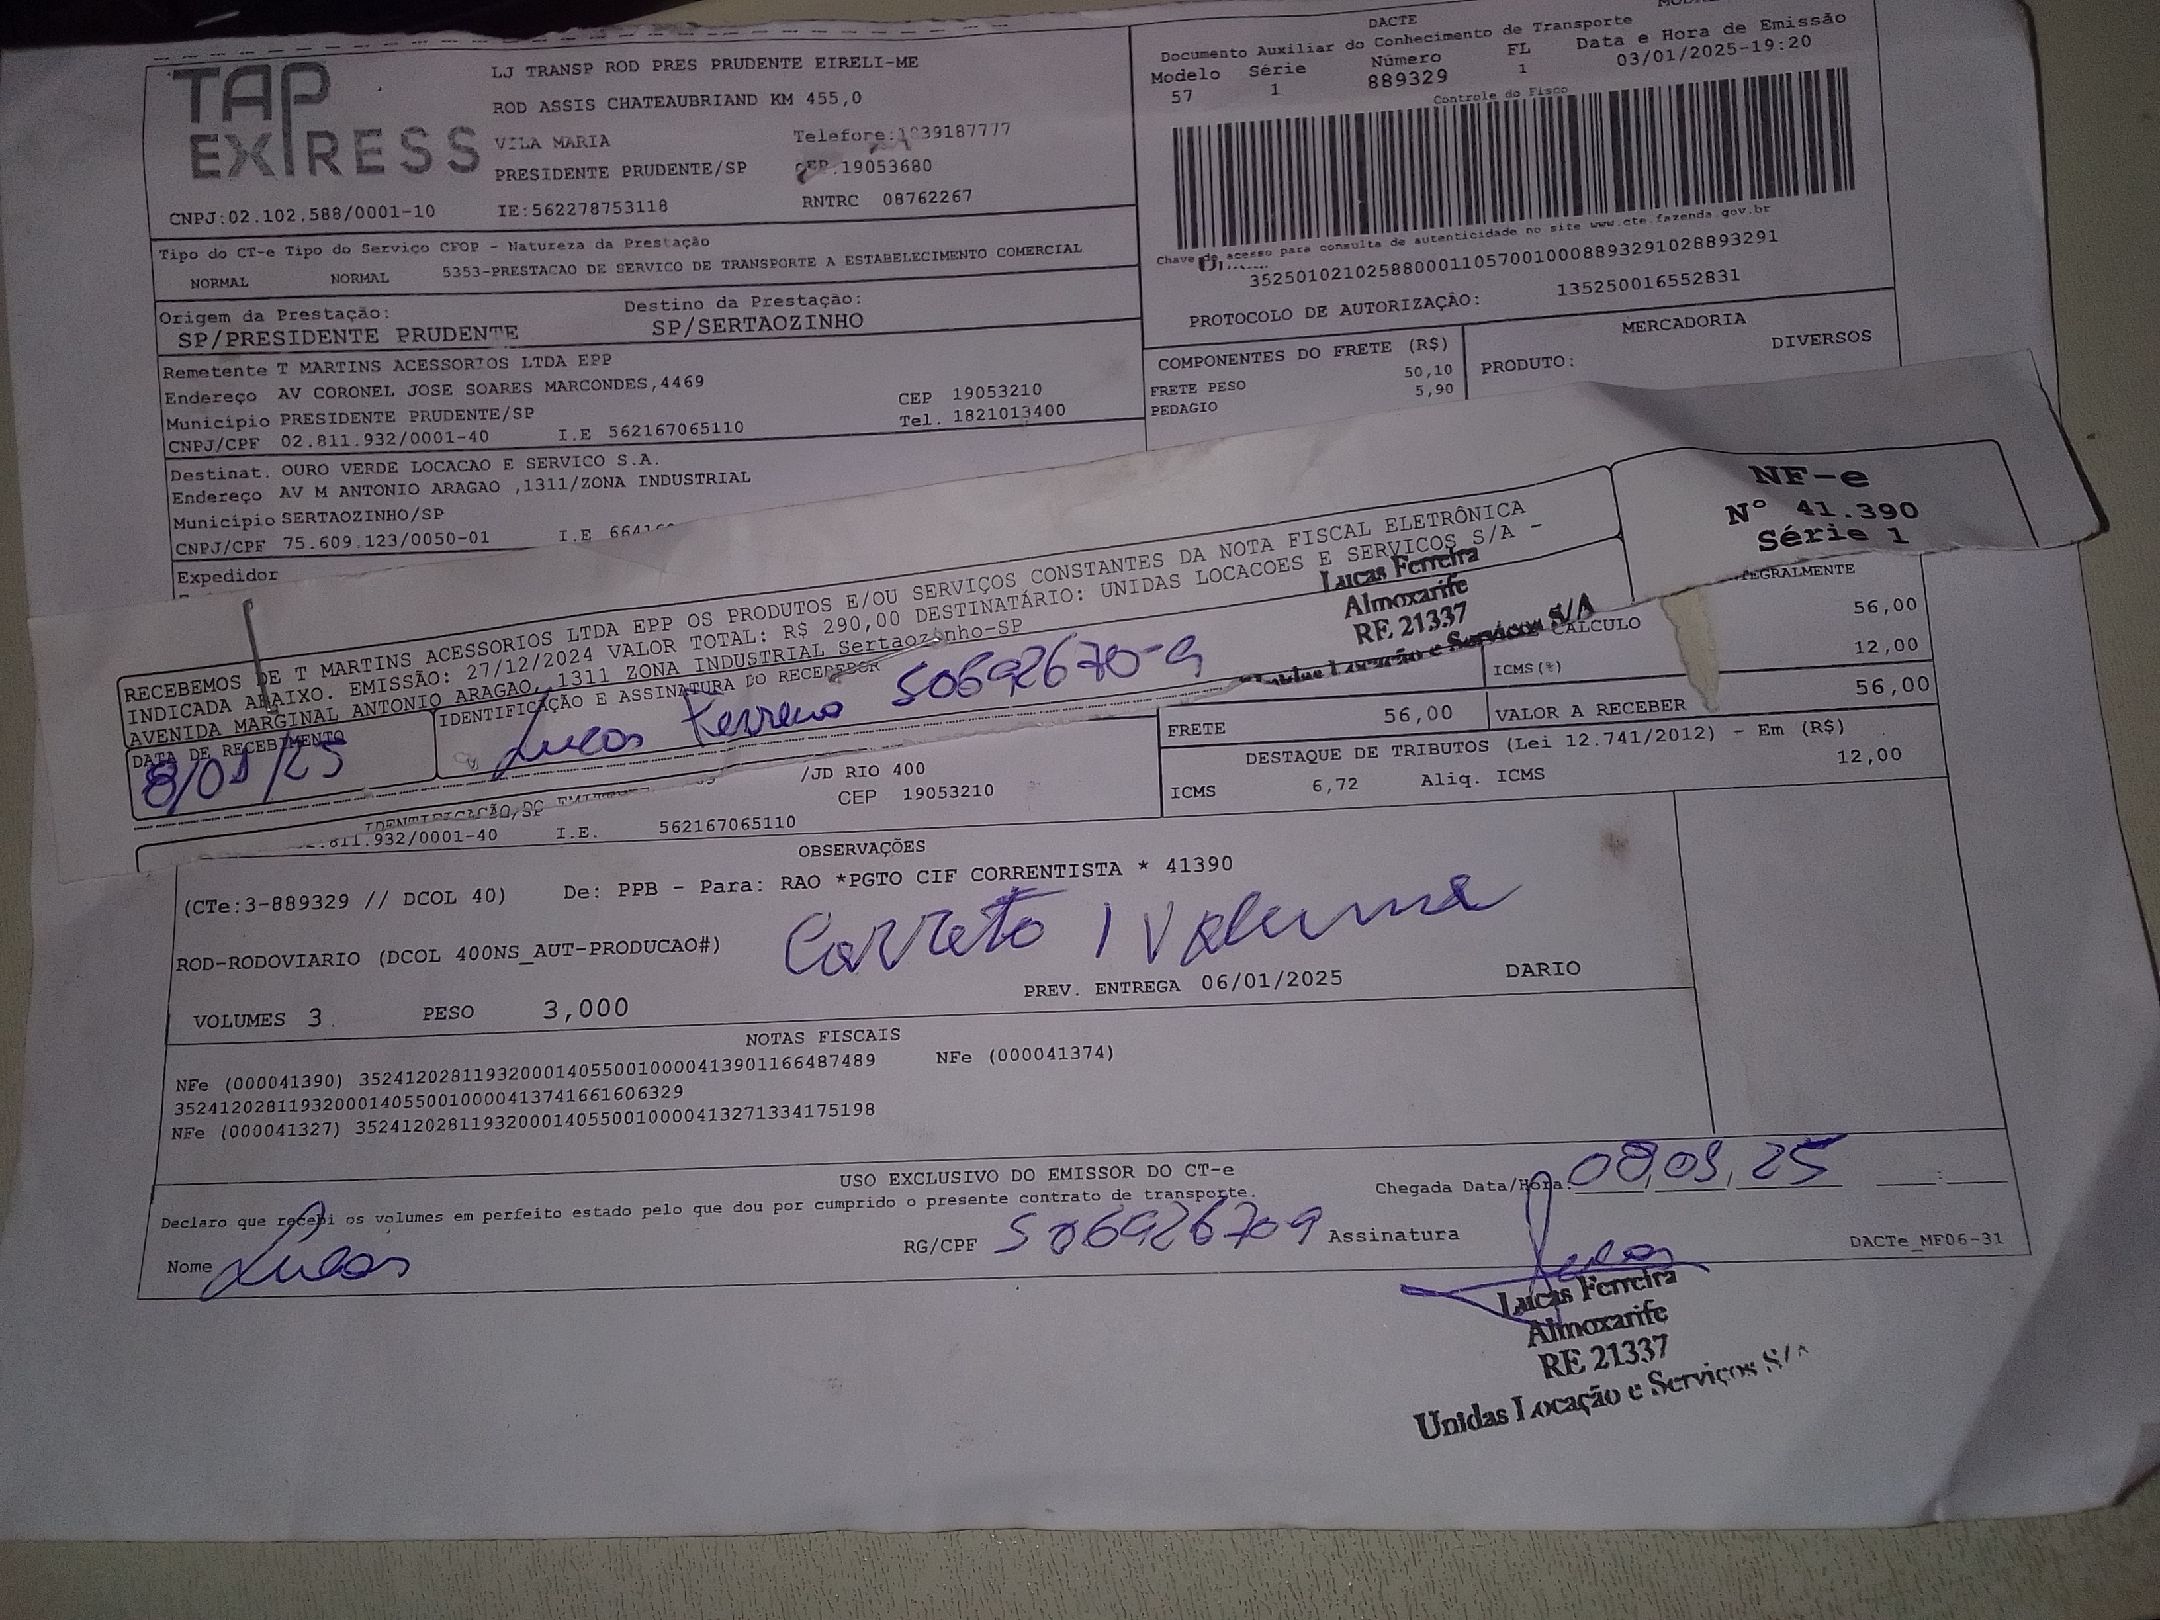 TAP EXPRESS
LJ TRANSP ROD PRES PRUDENTE EIRELI-ME
ROD ASSIS CHATEAUBRIAND KM 455,0
VILA MARIA Telefone:1839187777
PRESIDENTE PRUDENTE/SP CEP.19053680
CNPJ:02.102.588/0001-10 IE:562278753118 RNTRC 08762267
DACTE
Documento Auxiliar do Conhecimento de Transporte
Modelo Série Número FL Data e Hora de Emissão
57 1 889329 1 03/01/2025-19:20
Controle do Fisco
Chave de acesso para consulta de autenticidade no site www.cte.fazenda.gov.br
35250102102588000110570010008893291028893291
PROTOCOLO DE AUTORIZAÇÃO: 135250016552831
Tipo do CT-e Tipo do Serviço CFOP - Natureza da Prestação
NORMAL NORMAL 5353-PRESTACAO DE SERVICO DE TRANSPORTE A ESTABELECIMENTO COMERCIAL
Origem da Prestação: Destino da Prestação:
SP/PRESIDENTE PRUDENTE SP/SERTAOZINHO
Remetente T MARTINS ACESSORIOS LTDA EPP
Endereço AV CORONEL JOSE SOARES MARCONDES,4469 CEP 19053210
Município PRESIDENTE PRUDENTE/SP Tel. 1821013400
CNPJ/CPF 02.811.932/0001-40 I.E 562167065110
COMPONENTES DO FRETE (R$)
FRETE PESO 50,10
PEDAGIO 5,90
MERCADORIA
PRODUTO: DIVERSOS
Destinat. OURO VERDE LOCACAO E SERVICO S.A.
Endereço AV M ANTONIO ARAGAO ,1311/ZONA INDUSTRIAL
Município SERTAOZINHO/SP
CNPJ/CPF 75.609.123/0050-01 I.E
Expedidor
NF-e
Nº 41.390
Série 1
RECEBEMOS DE T MARTINS ACESSORIOS LTDA EPP OS PRODUTOS E/OU SERVIÇOS CONSTANTES DA NOTA FISCAL ELETRÔNICA
INDICADA ABAIXO. EMISSÃO: 27/12/2024 VALOR TOTAL: R$ 290,00 DESTINATÁRIO: UNIDAS LOCACOES E SERVICOS S/A -
AVENIDA MARGINAL ANTONIO ARAGAO, 1311 ZONA INDUSTRIAL Sertaozinho-SP
DATA DE RECEBIMENTO IDENTIFICAÇÃO E ASSINATURA DO RECEBEDOR
8/01/25 Lucas Ferreira 50692670-9
Lucas Ferreira
Almoxarife
RE 21337
Unidas Locação e Serviços S/A
56,00
CALCULO
ICMS(%) 12,00
FRETE 56,00 VALOR A RECEBER 56,00
DESTAQUE DE TRIBUTOS (Lei 12.741/2012) - Em (R$)
ICMS 6,72 Aliq. ICMS 12,00
/JD RIO 400
CEP 19053210
.811.932/0001-40 I.E. 562167065110
OBSERVAÇÕES
(CTe:3-889329 // DCOL 40) De: PPB - Para: RAO *PGTO CIF CORRENTISTA * 41390
Correto 1 Volume
ROD-RODOVIARIO (DCOL 400NS_AUT-PRODUCAO#)
VOLUMES 3 PESO 3,000 PREV. ENTREGA 06/01/2025 DARIO
NOTAS FISCAIS
NFe (000041390) 35241202811932000140550010000413901166487489 NFe (000041374)
35241202811932000140550010000413741661606329
NFe (000041327) 35241202811932000140550010000413271334175198
USO EXCLUSIVO DO EMISSOR DO CT-e
Declaro que recebi os volumes em perfeito estado pelo que dou por cumprido o presente contrato de transporte.
Chegada Data/Hora: 08,01,25
Nome Lucas RG/CPF 506926709 Assinatura Lucas
DACTe_MF06-31
Lucas Ferreira
Almoxarife
RE 21337
Unidas Locação e Serviços S/A